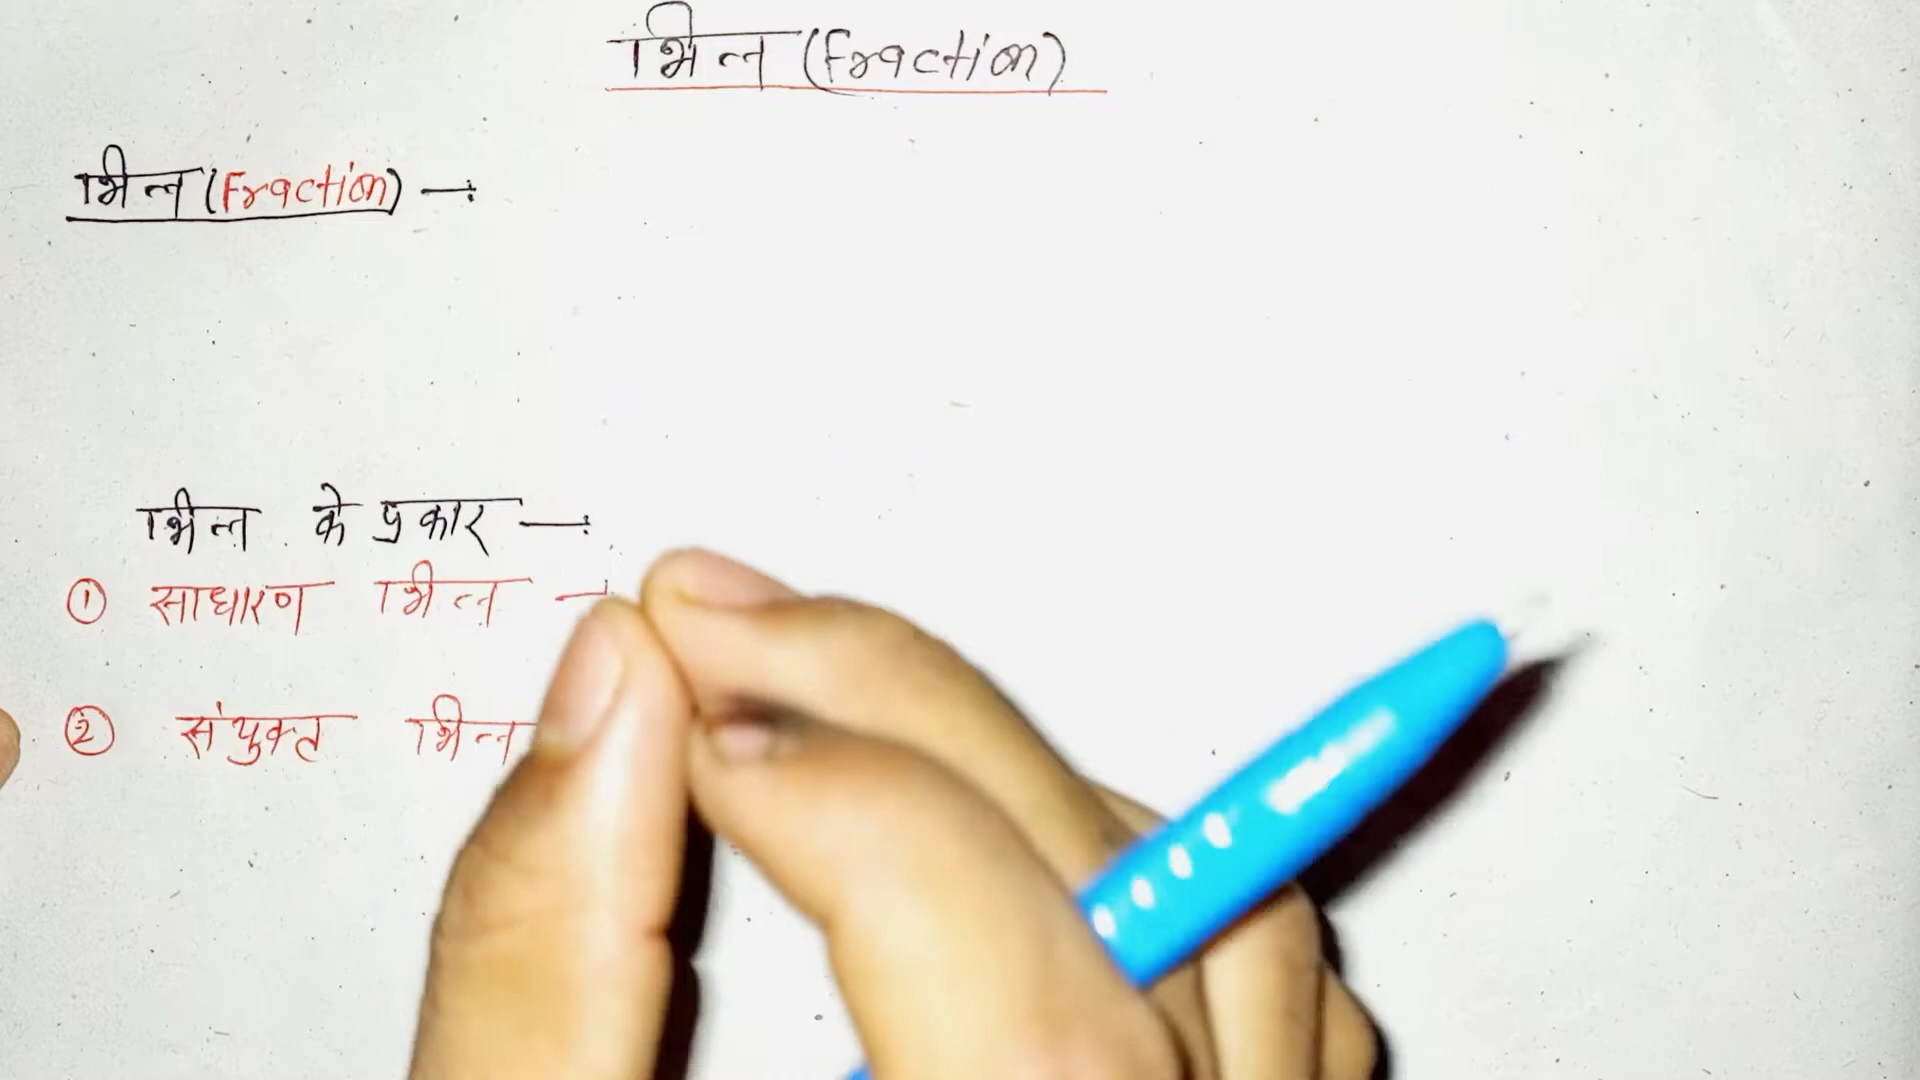 भिन्न (Fraction)
भिन्न (Fraction) →
भिन्न के प्रकार →
① साधारण भिन्न →
② संयुक्त भिन्न